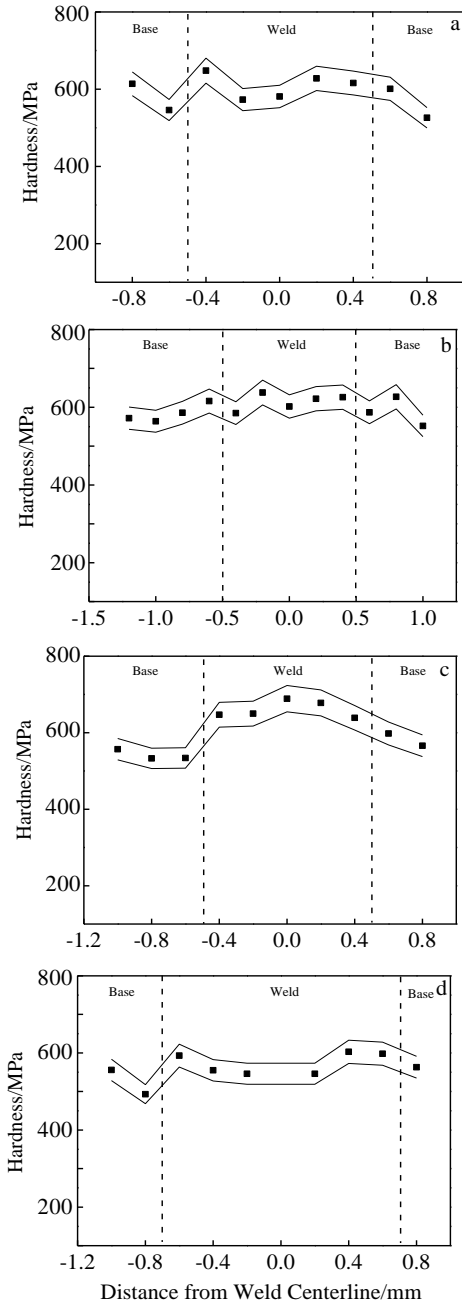 a
Base Weld Base
800
600
400
200
Hardness/MPa
-0.8 -0.4 0.0 0.4 0.8
b
Base Weld Base
800
600
400
200
Hardness/MPa
-1.5 -1.0 -0.5 0.0 0.5 1.0
c
Base Weld Base
800
600
400
200
Hardness/MPa
-1.2 -0.8 -0.4 0.0 0.4 0.8
d
Base Weld Base
800
600
400
200
Hardness/MPa
-1.2 -0.8 -0.4 0.0 0.4 0.8
Distance from Weld Centerline/mm